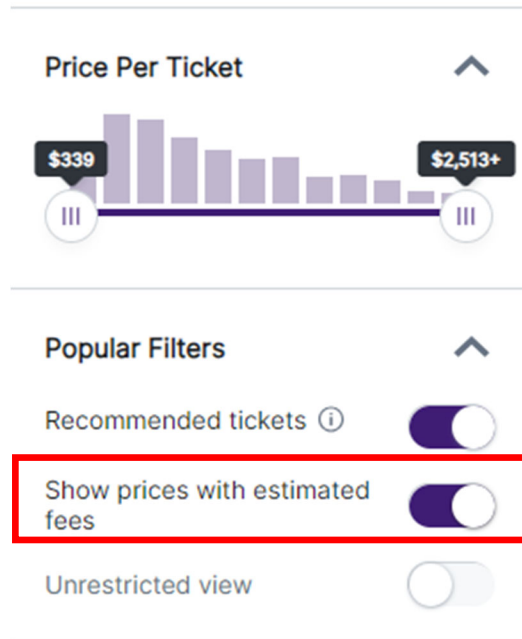 Price Per Ticket
$339
$2,513+
Popular Filters
Recommended tickets
Show prices with estimated
fees
Unrestricted view